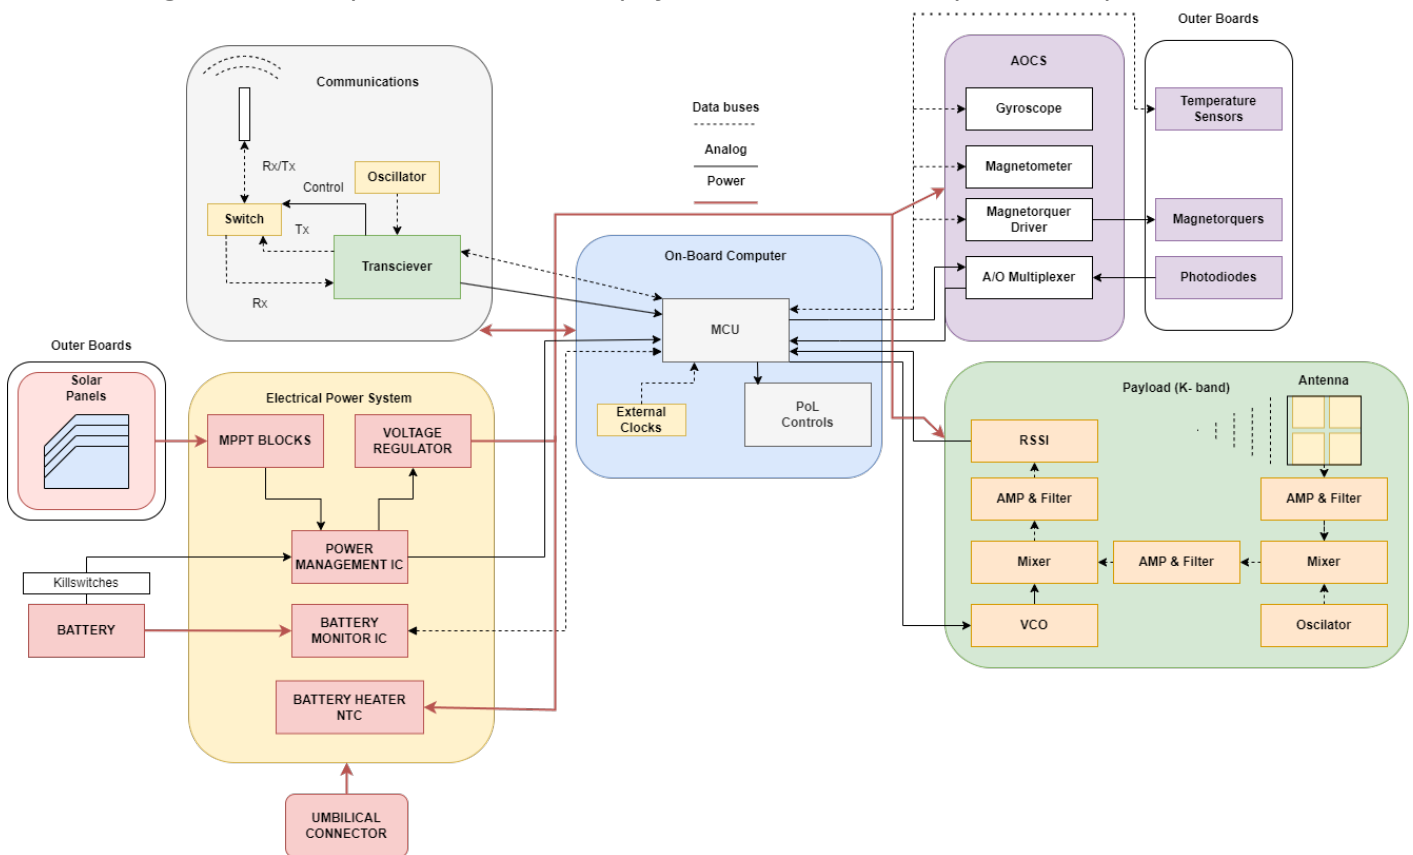 Outer Boards
Communications
Rx/Tx
Control
Oscillator
Switch
Tx
Transciever
Rx
Data buses
Analog
Power
AOCS
Gyroscope
Magnetometer
Magnetorquer
Driver
A/O Multiplexer
Temperature
Sensors
Magnetorquers
Photodiodes
On-Board Computer
MCU
External
Clocks
PoL
Controls
Outer Boards
Solar
Panels
Electrical Power System
MPPT BLOCKS
VOLTAGE
REGULATOR
POWER
MANAGEMENT IC
Killswitches
BATTERY
BATTERY
MONITOR IC
BATTERY HEATER
NTC
UMBILICAL
CONNECTOR
Payload (K- band)
Antenna
RSSI
AMP & Filter
AMP & Filter
Mixer
AMP & Filter
Mixer
VCO
Oscilator